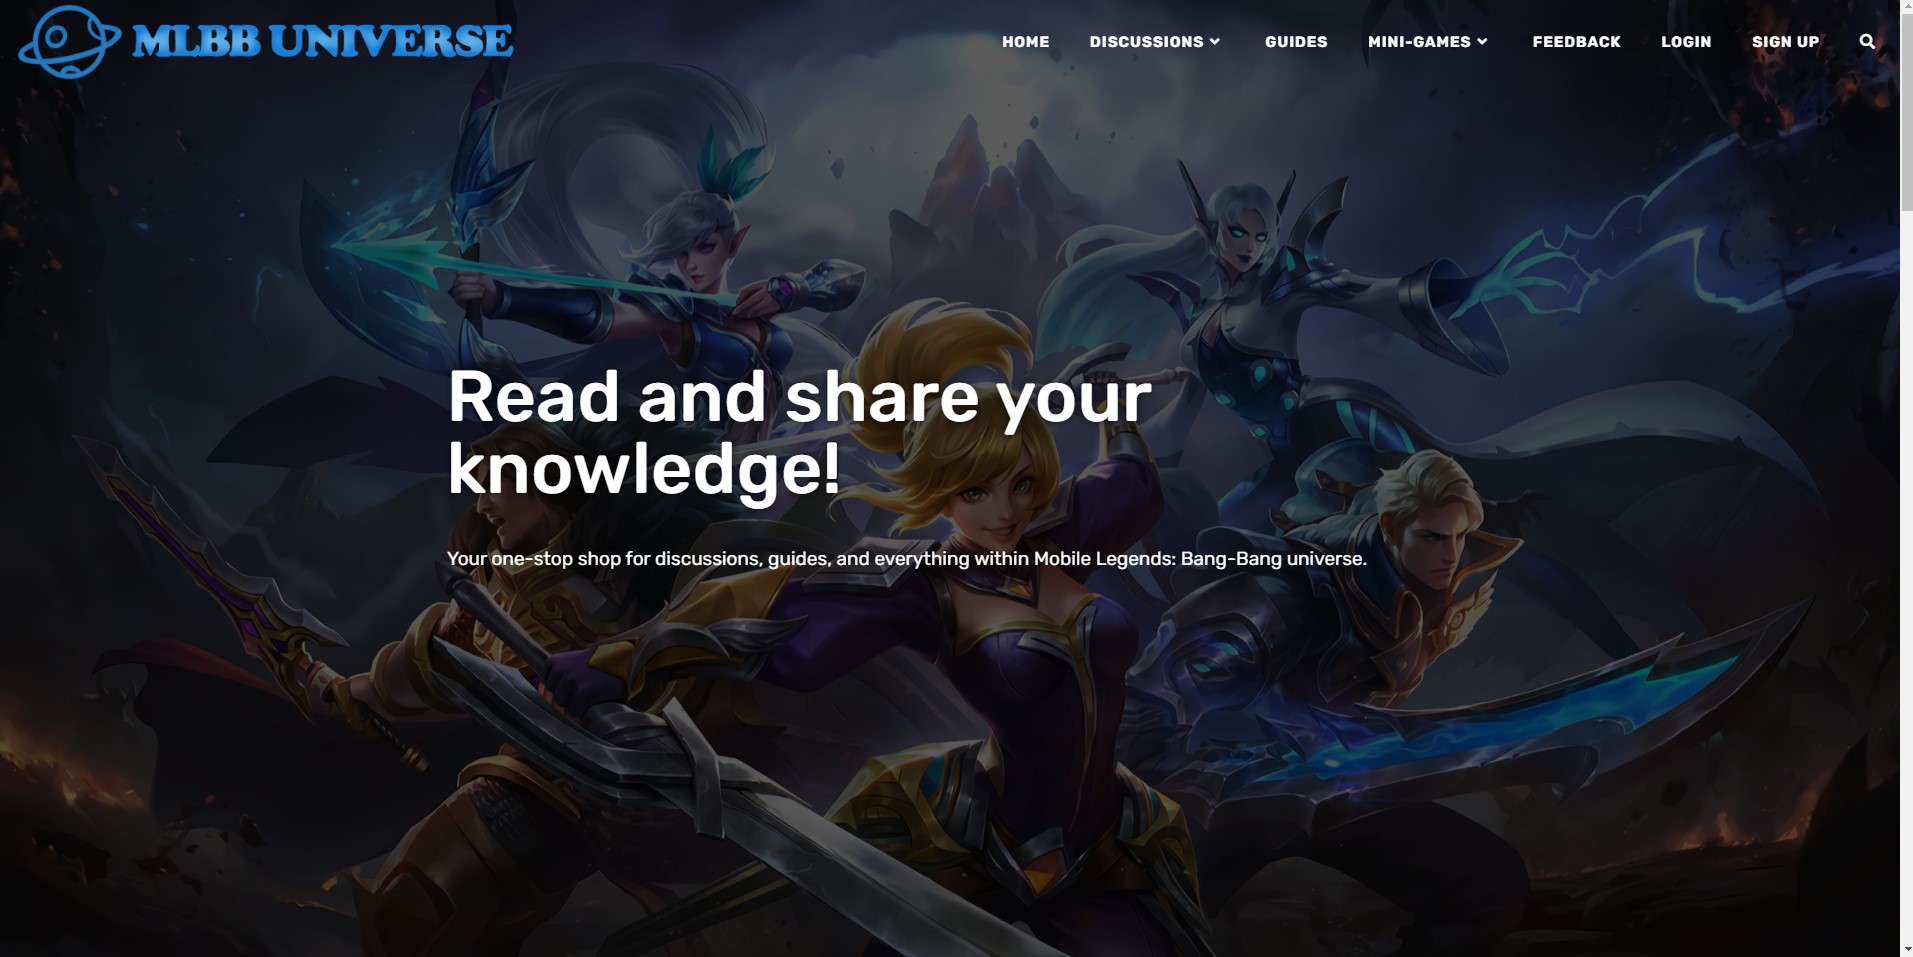 MLBB UNIVERSE
HOME DISCUSSIONS GUIDES MINI-GAMES FEEDBACK LOGIN SIGN UP
Read and share your
knowledge!
Your one-stop shop for discussions, guides, and everything within Mobile Legends: Bang-Bang universe.